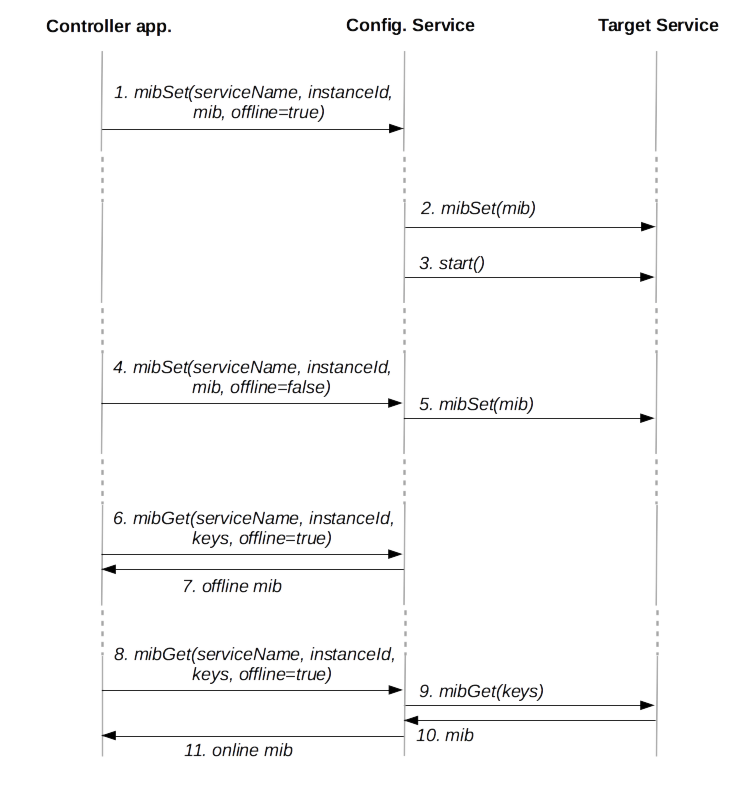 Controller app. Config. Service Target Service
1. mibSet(serviceName, instanceId,
mib, offline=true)
2. mibSet(mib)
3. start()
4. mibSet(serviceName, instanceId,
mib, offline=false)
5. mibSet(mib)
6. mibGet(serviceName, instanceId,
keys, offline=true)
7. offline mib
8. mibGet(serviceName, instanceId,
keys, offline=true)
9. mibGet(keys)
10. mib
11. online mib